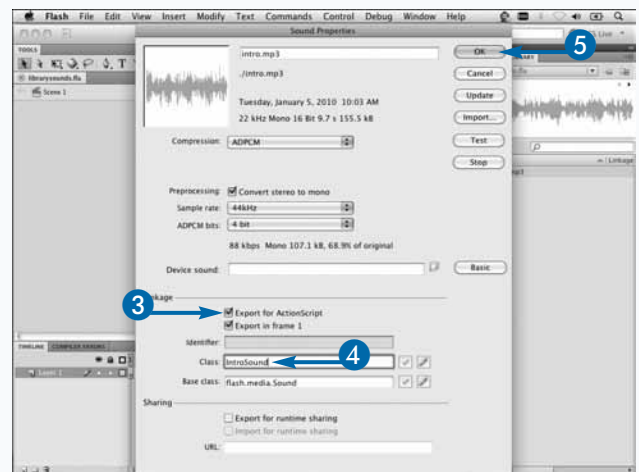 Flash File Edit View Insert Modify Text Commands Control Debug Window Help
Sound Properties
TOOLS
T
librarysounds.fla
Scene 1
intro.mp3
./intro.mp3
Tuesday, January 5, 2010 10:03 AM
22 kHz Mono 16 Bit 9.7 s 155.5 kB
OK
5
Cancel
Update
Import...
Test
Stop
Live
Linkage
Compression: ADPCM
Preprocessing: Convert stereo to mono
Sample rate: 44kHz
ADPCM bits: 4 bit
88 kbps Mono 107.1 kB, 68.9% of original
Device sound:
Basic
3
Export for ActionScript
Export in frame 1
Identifier:
4
Class: IntroSound
Base class: flash.media.Sound
TIMELINE COMPILER ERRORS
Layer 1
Sharing
Export for runtime sharing
Import for runtime sharing
URL: